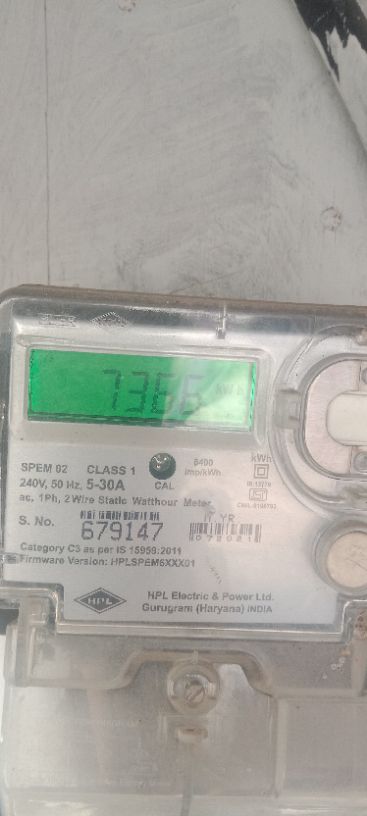 SPEM 02 CLASS 1
240V, 50 Hz, 5-30A CAL
6400
imp/kWh
kWh
IS 13779
ac, 1Ph, 2 Wire Static Watthour Meter
S. No. 679147
Category C3 as per IS 15959:2011
Firmware Version: HPLSPEM6XXX01
HPL
HPL Electric & Power Ltd.
Gurugram (Haryana) INDIA